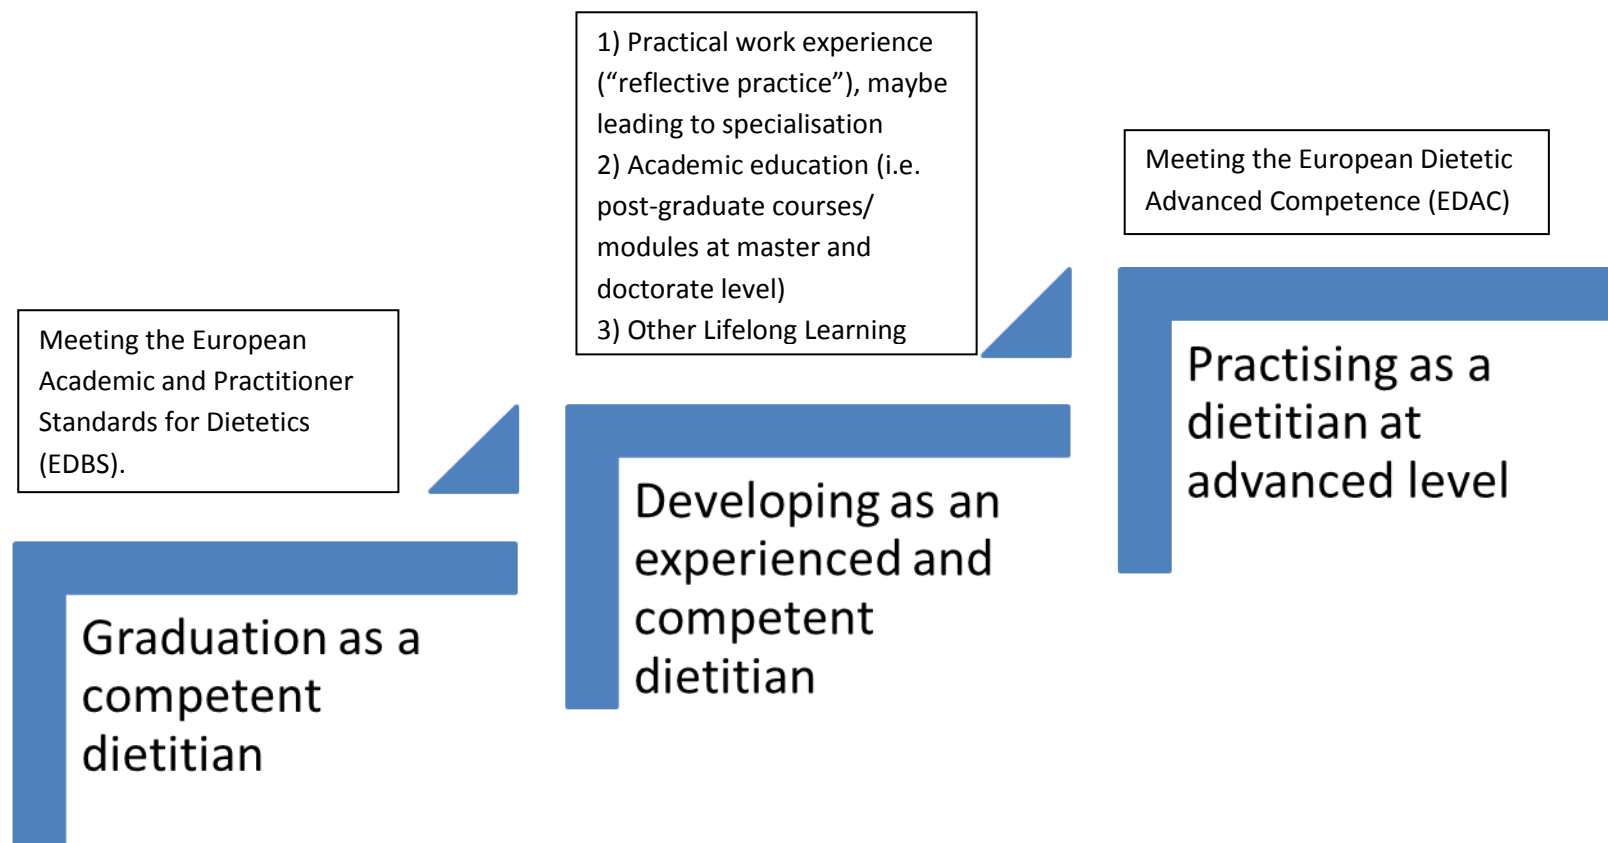 Meeting the European
Academic and Practitioner
Standards for Dietetics
(EDBS).
Graduation as a
competent
dietitian
1) Practical work experience
(“reflective practice”), maybe
leading to specialisation
2) Academic education (i.e.
post-graduate courses/
modules at master and
doctorate level)
3) Other Lifelong Learning
Developing as an
experienced and
competent
dietitian
Meeting the European Dietetic
Advanced Competence (EDAC)
Practising as a
dietitian at
advanced level